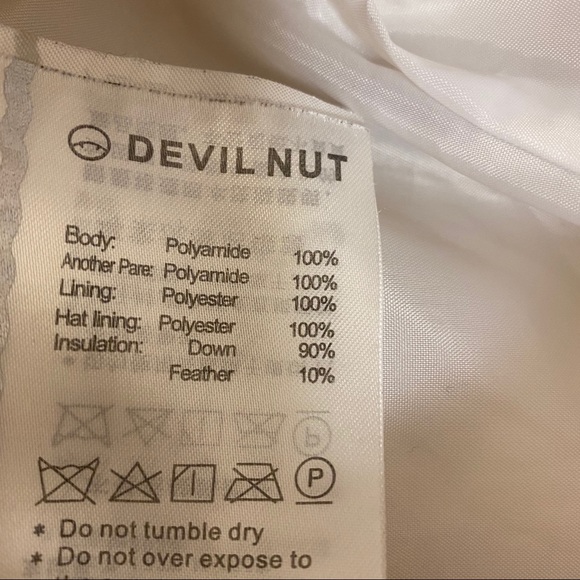 DEVIL NUT
Body: Polyamide 100%
Another Pare: Polyamide 100%
Lining: Polyester 100%
Hat lining: Polyester 100%
Insulation: Down 90%
Feather 10%
P
* Do not tumble dry
* Do not over expose to